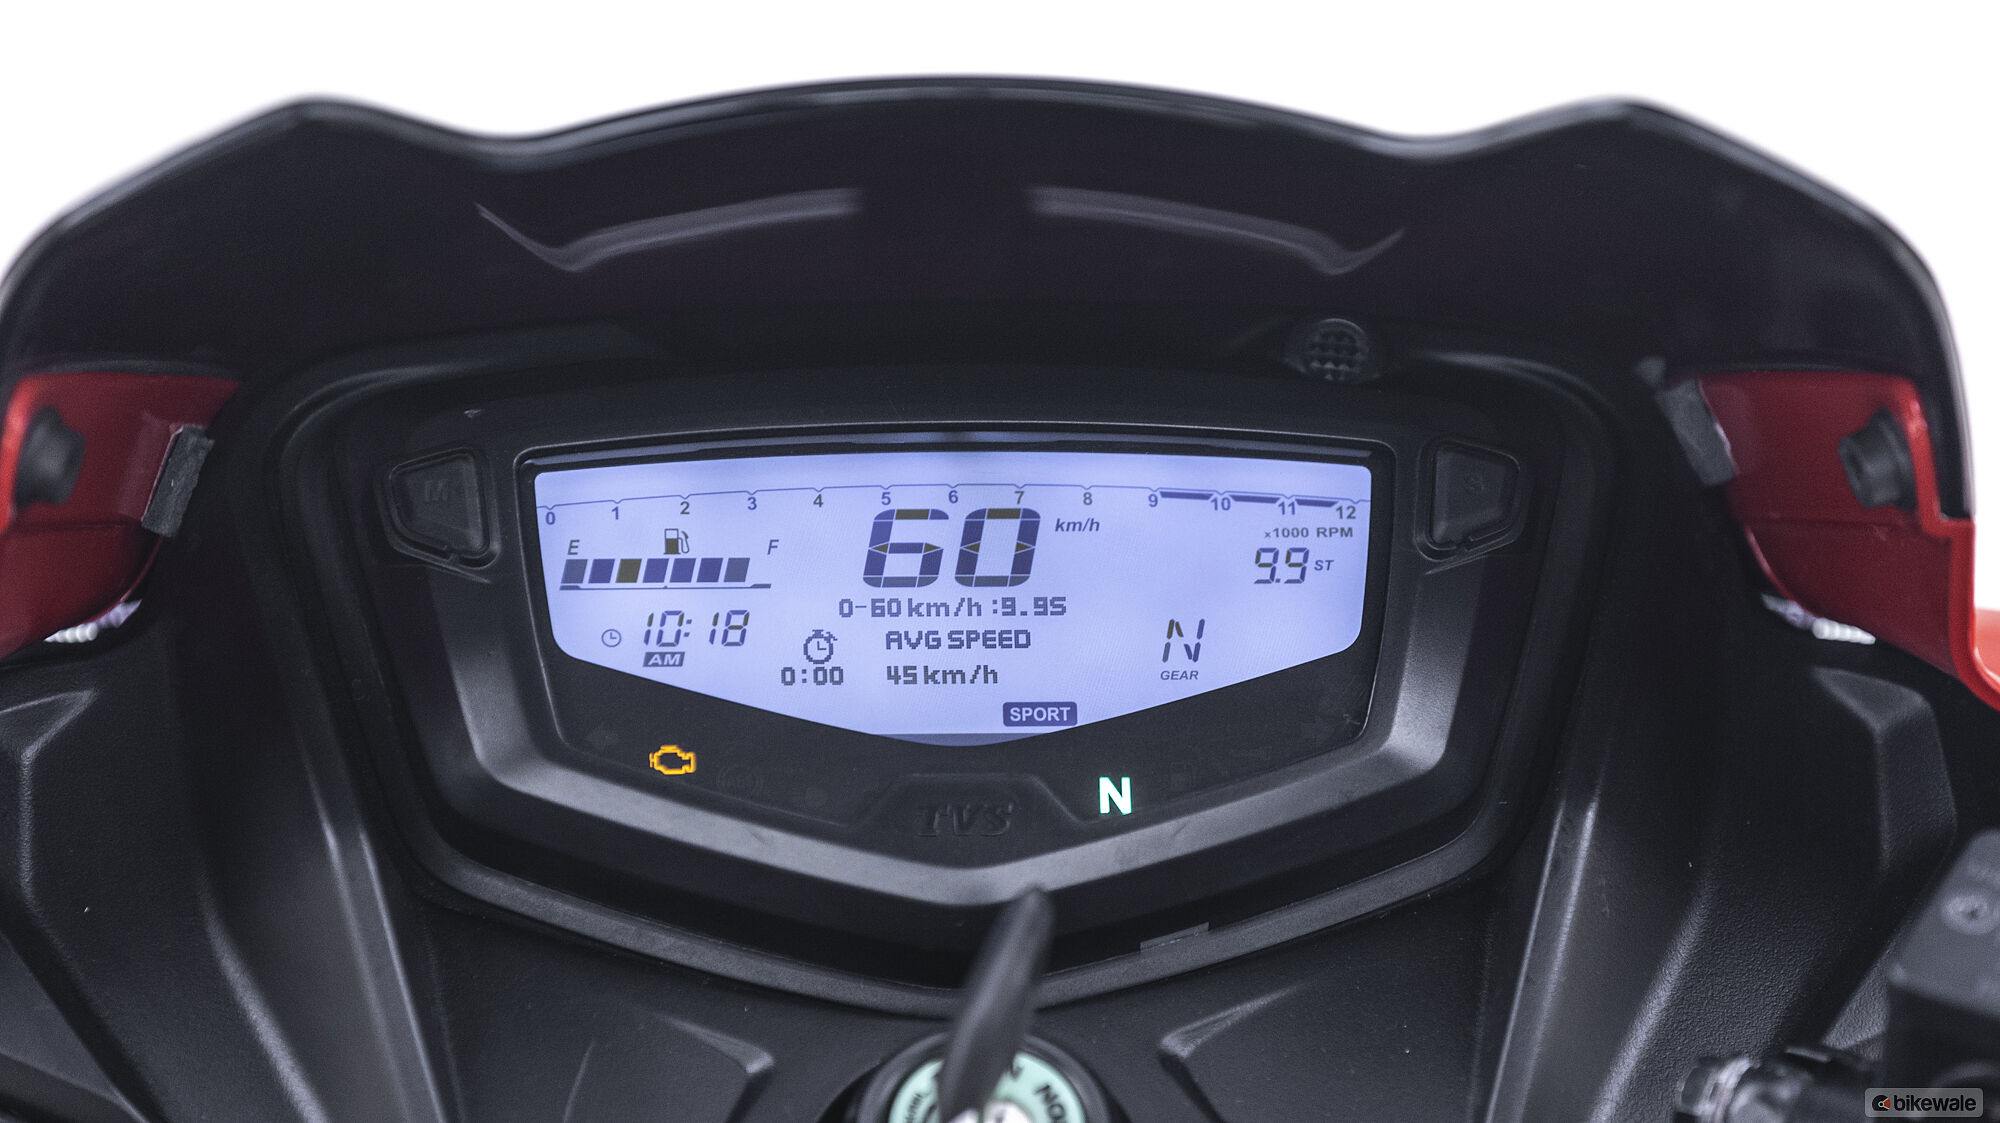 0 1 2 3 4 5 6 7 8 9 10 11 12
x1000 RPM
E F
60 km/h
9.9 ST
0-60 km/h :9.9S
10:18
AM
AVG SPEED
0:00
45 km/h
N
GEAR
SPORT
N
TVS
M
bikewale